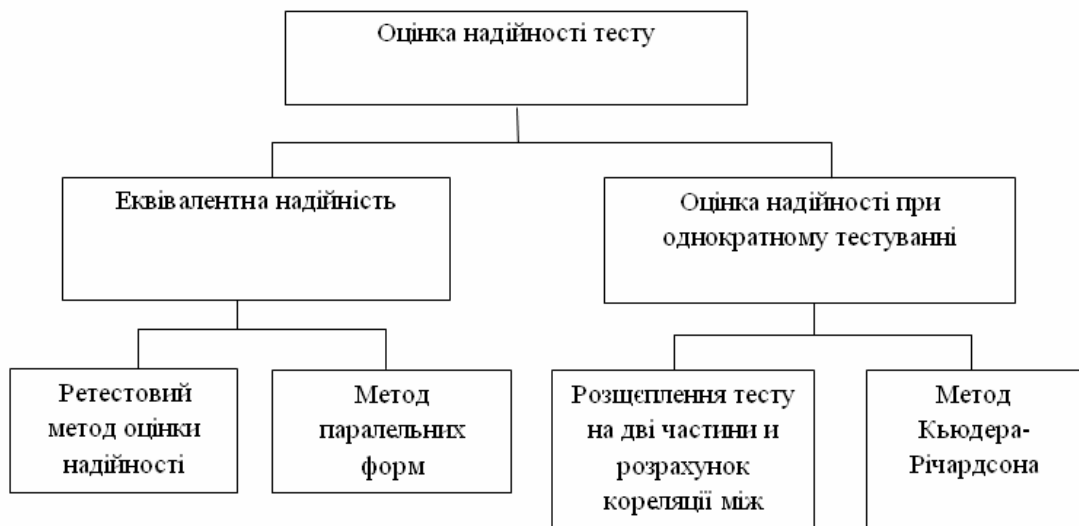 Оцінка надійності тесту
Еквівалентна надійність
Оцінка надійності при
однократному тестуванні
Ретестовий
метод оцінки
надійності
Метод
паралельних
форм
Розщеплення тесту
на дві частини и
розрахунок
кореляції між
Метод
Кьюдера-
Річардсона